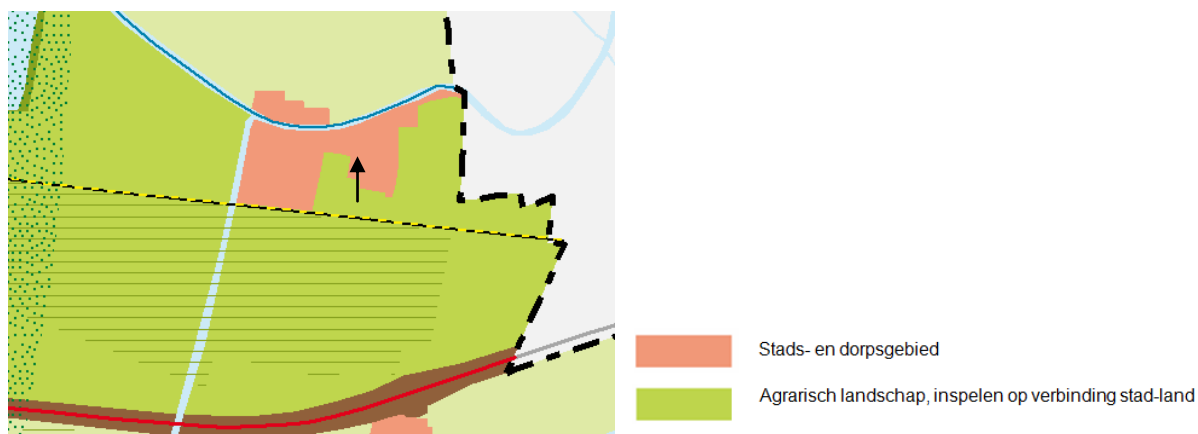 Stads- en dorpsgebied
Agrarisch landschap, inspelen op verbinding stad-land